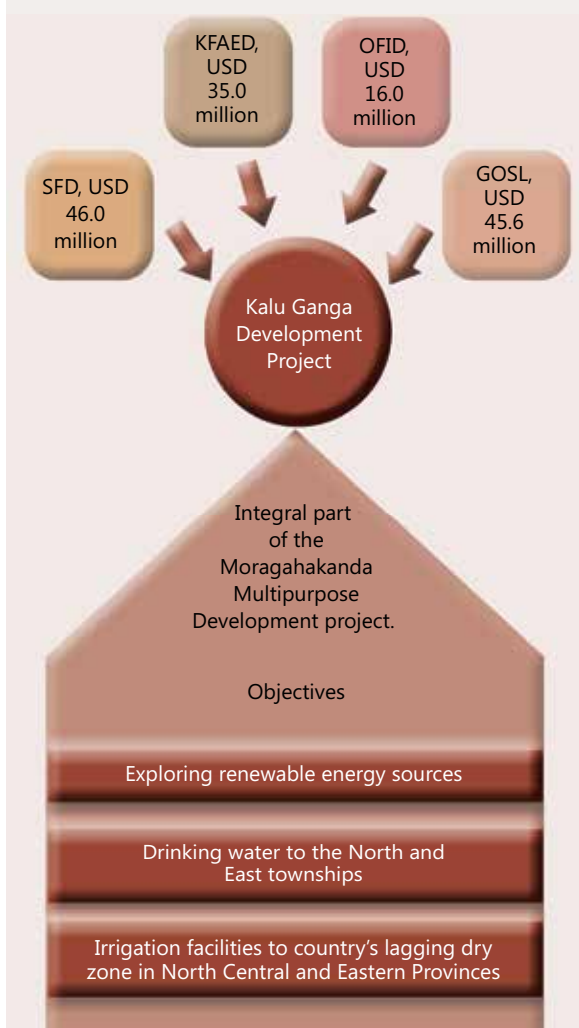 KFAED,
USD
35.0
million
OFID,
USD
16.0
million
SFD, USD
46.0
million
GOSL,
USD
45.6
million
Kalu Ganga
Development
Project
Integral part
of the
Moragahakanda
Multipurpose
Development project.
Objectives
Exploring renewable energy sources
Drinking water to the North and
East townships
Irrigation facilities to country's lagging dry
zone in North Central and Eastern Provinces